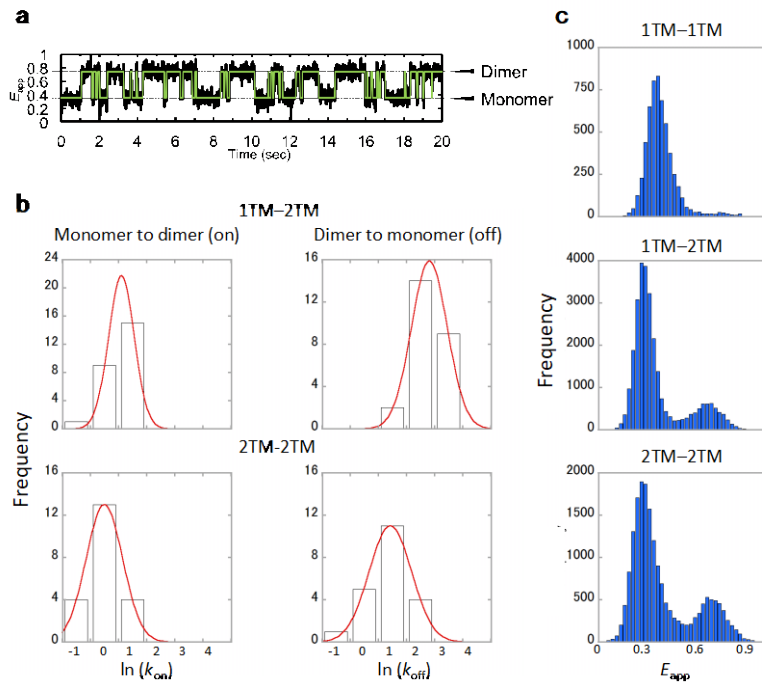 a
E app
1
0.8
0.6
0.4
0.2
0
0 2 4 6 8 10 12 14 16 18 20
Time (sec)
Dimer
Monomer
b
1TM–2TM
Monomer to dimer (on)
Dimer to monomer (off)
24
20
16
12
8
4
0
16
12
8
4
0
Frequency
2TM-2TM
16
12
8
4
0
-1 0 1 2 3 4
ln (kon)
16
12
8
4
0
-1 0 1 2 3 4
ln (koff)
c
1TM–1TM
1000
750
500
250
0
1TM–2TM
4000
3000
2000
1000
0
Frequency
2TM–2TM
2000
1500
1000
500
0
0 0.3 0.6 0.9
Eapp